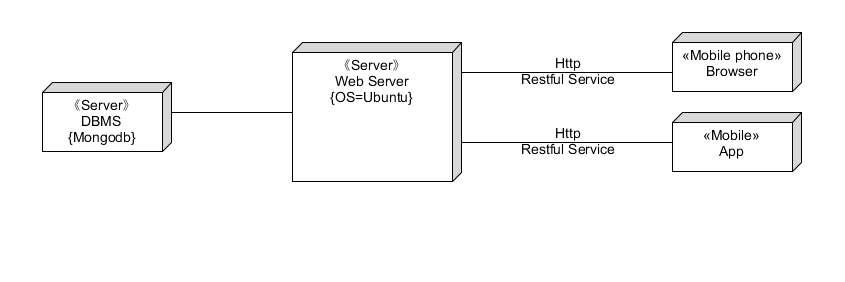 《Server》
DBMS
{Mongodb}
《Server》
Web Server
{OS=Ubuntu}
Http
Restful Service
«Mobile phone»
Browser
Http
Restful Service
«Mobile»
App